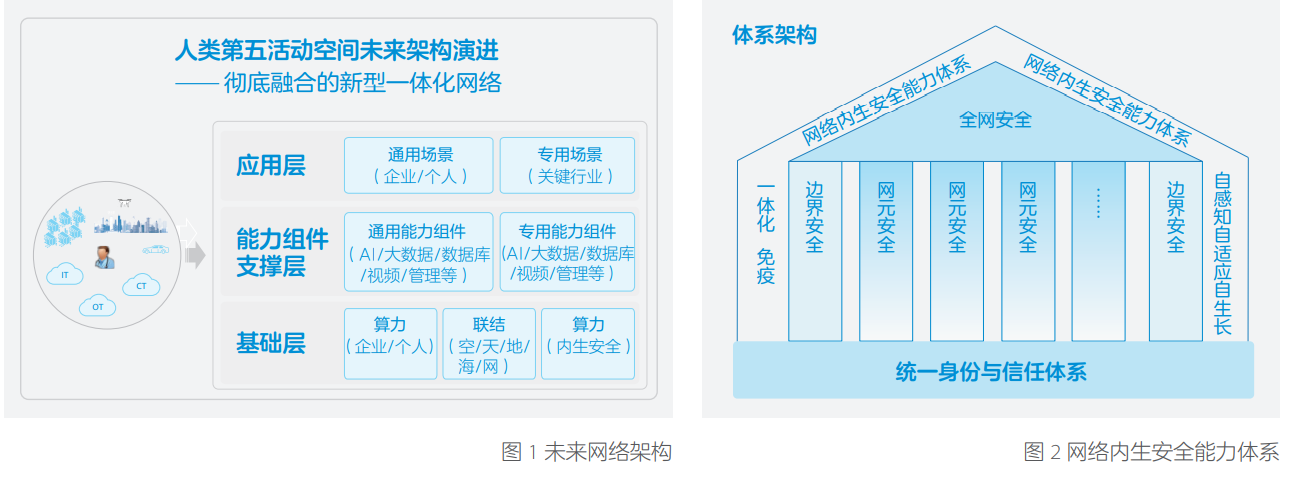 人类第五活动空间未来架构演进
—— 彻底融合的新型一体化网络
IT
CT
OT
应用层
通用场景
（企业/个人）
专用场景
（关键行业）
能力组件
支撑层
通用能力组件
（AI/大数据/数据库
/视频/管理等）
专用能力组件
(AI/大数据/数据库
/视频/管理等）
基础层
算力
（企业/个人）
联结
（空/天/地/
海/网）
算力
（内生安全）
图 1 未来网络架构
体系架构
网络内生安全能力体系
网络内生安全能力体系
全网安全
一体化 免疫
边界安全
网元安全
网元安全
网元安全
……
边界安全
自感知自适应自生长
统一身份与信任体系
图 2 网络内生安全能力体系